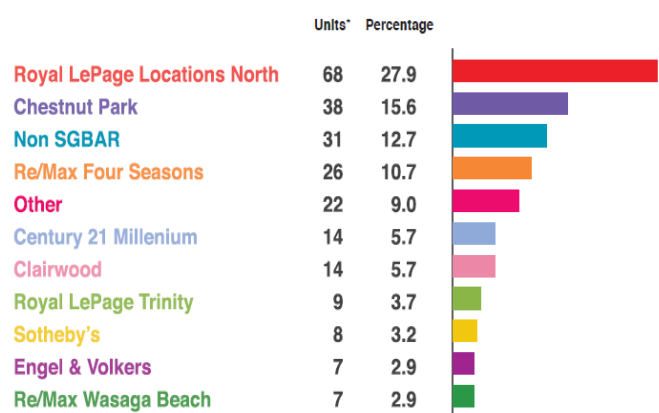 Units* Percentage
Royal LePage Locations North 68 27.9
Chestnut Park 38 15.6
Non SGBAR 31 12.7
Re/Max Four Seasons 26 10.7
Other 22 9.0
Century 21 Millenium 14 5.7
Clairwood 14 5.7
Royal LePage Trinity 9 3.7
Sotheby's 8 3.2
Engel & Volkers 7 2.9
Re/Max Wasaga Beach 7 2.9